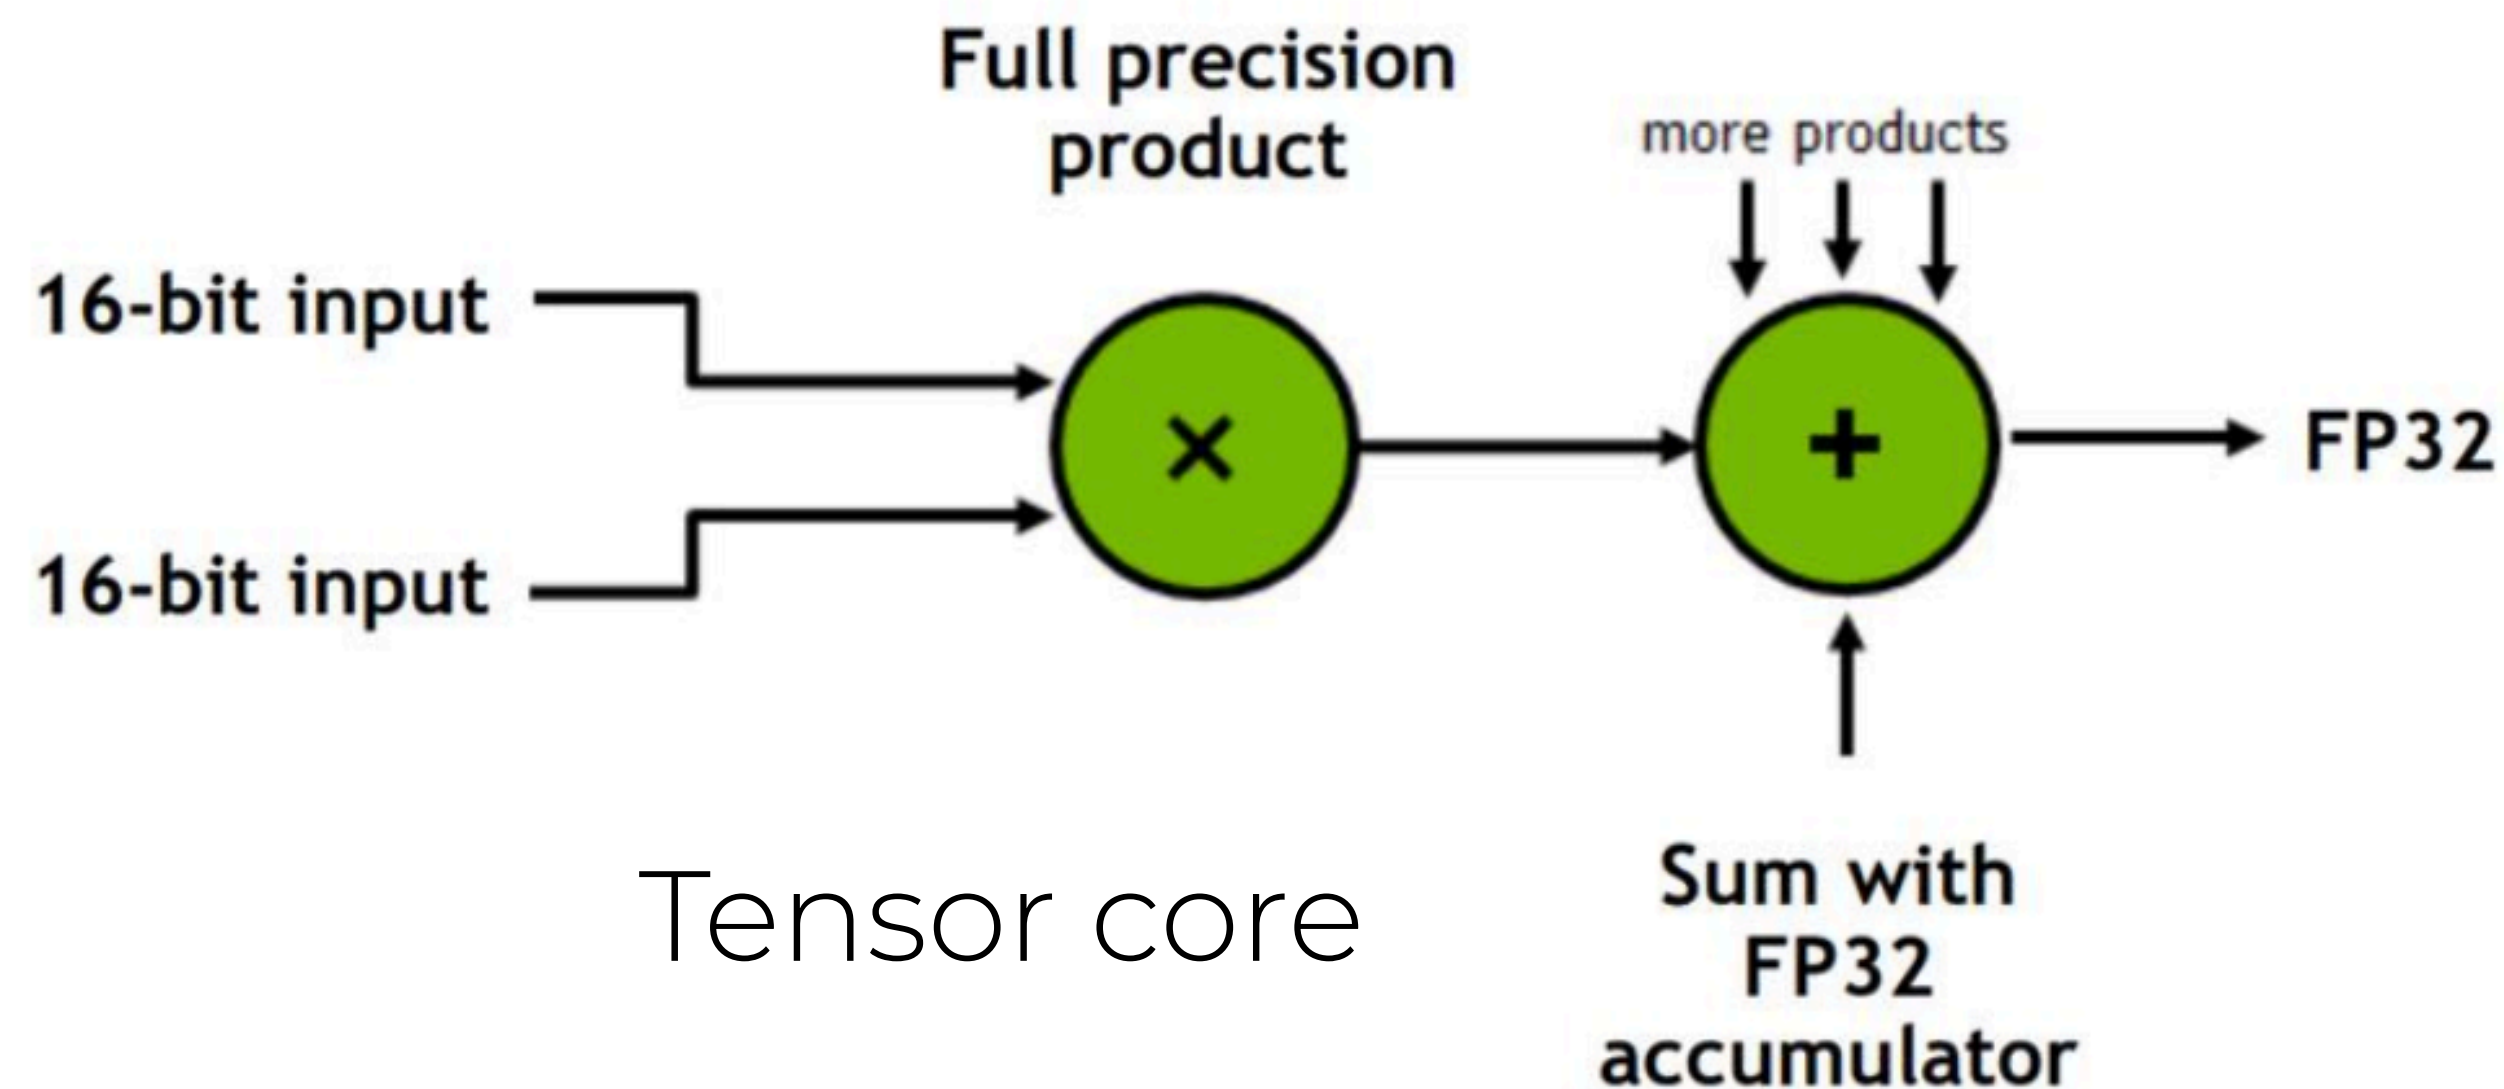 Full precision
product
more products
16-bit input
×
+
FP32
16-bit input
Sum with
FP32
accumulator
Tensor core